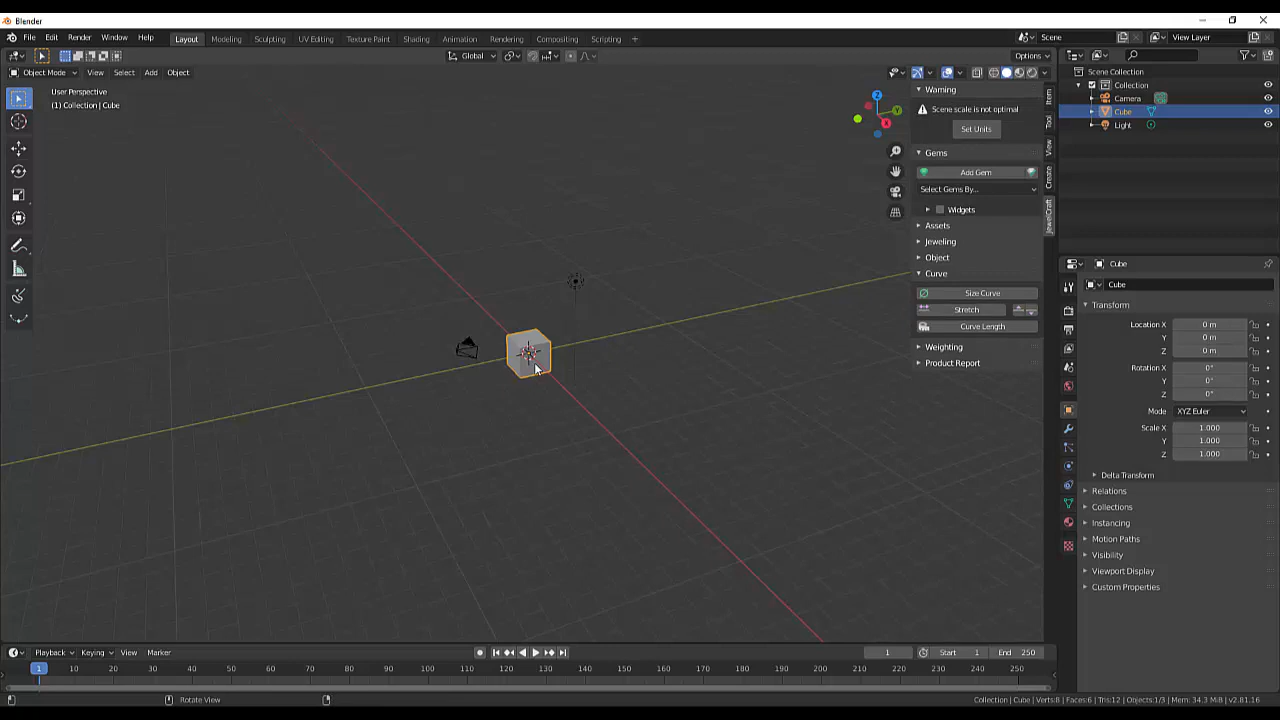 Blender
File Edit Render Window Help Layout Modeling Sculpting UV Editing Texture Paint Shading Animation Rendering Compositing Scripting + Scene View Layer
Global Options
Object Mode View Select Add Object
User Perspective
(1) Collection | Cube
Z
Y
X
Warning
Scene scale is not optimal
Set Units
Gems
Add Gem
Select Gems By...
Widgets
Assets
Jeweling
Object
Curve
Size Curve
Stretch
Curve Length
Weighting
Product Report
Item
Tool
View
Create
JewelCraft
Scene Collection
Collection
Camera
Cube
Light
Cube
Cube
Transform
Location X 0 m
Y 0 m
Z 0 m
Rotation X 0°
Y 0°
Z 0°
Mode XYZ Euler
Scale X 1.000
Y 1.000
Z 1.000
Delta Transform
Relations
Collections
Instancing
Motion Paths
Visibility
Viewport Display
Custom Properties
Playback Keying View Marker 1 Start 1 End 250
1 10 20 30 40 50 60 70 80 90 100 110 120 130 140 150 160 170 180 190 200 210 220 230 240 250
Rotate View Collection | Cube | Verts:8 | Faces:6 | Tris:12 | Objects:1/3 | Mem: 34.3 MiB | v2.81.16